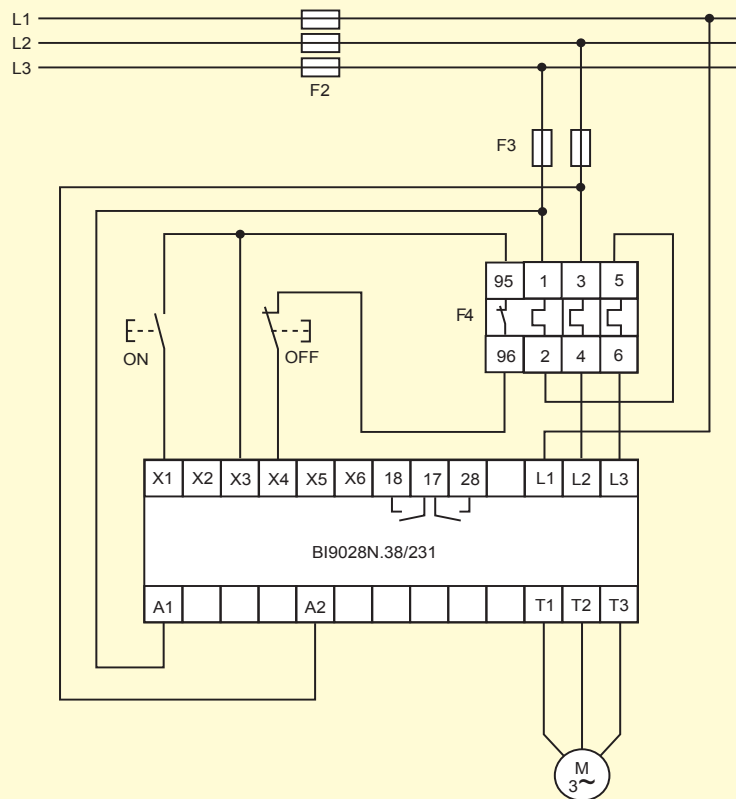 L1
L2
L3
F2
F3
95 1 3 5
F4
96 2 4 6
ON
OFF
X1 X2 X3 X4 X5 X6 18 17 28 L1 L2 L3
BI9028N.38/231
A1 A2 T1 T2 T3
M
3~